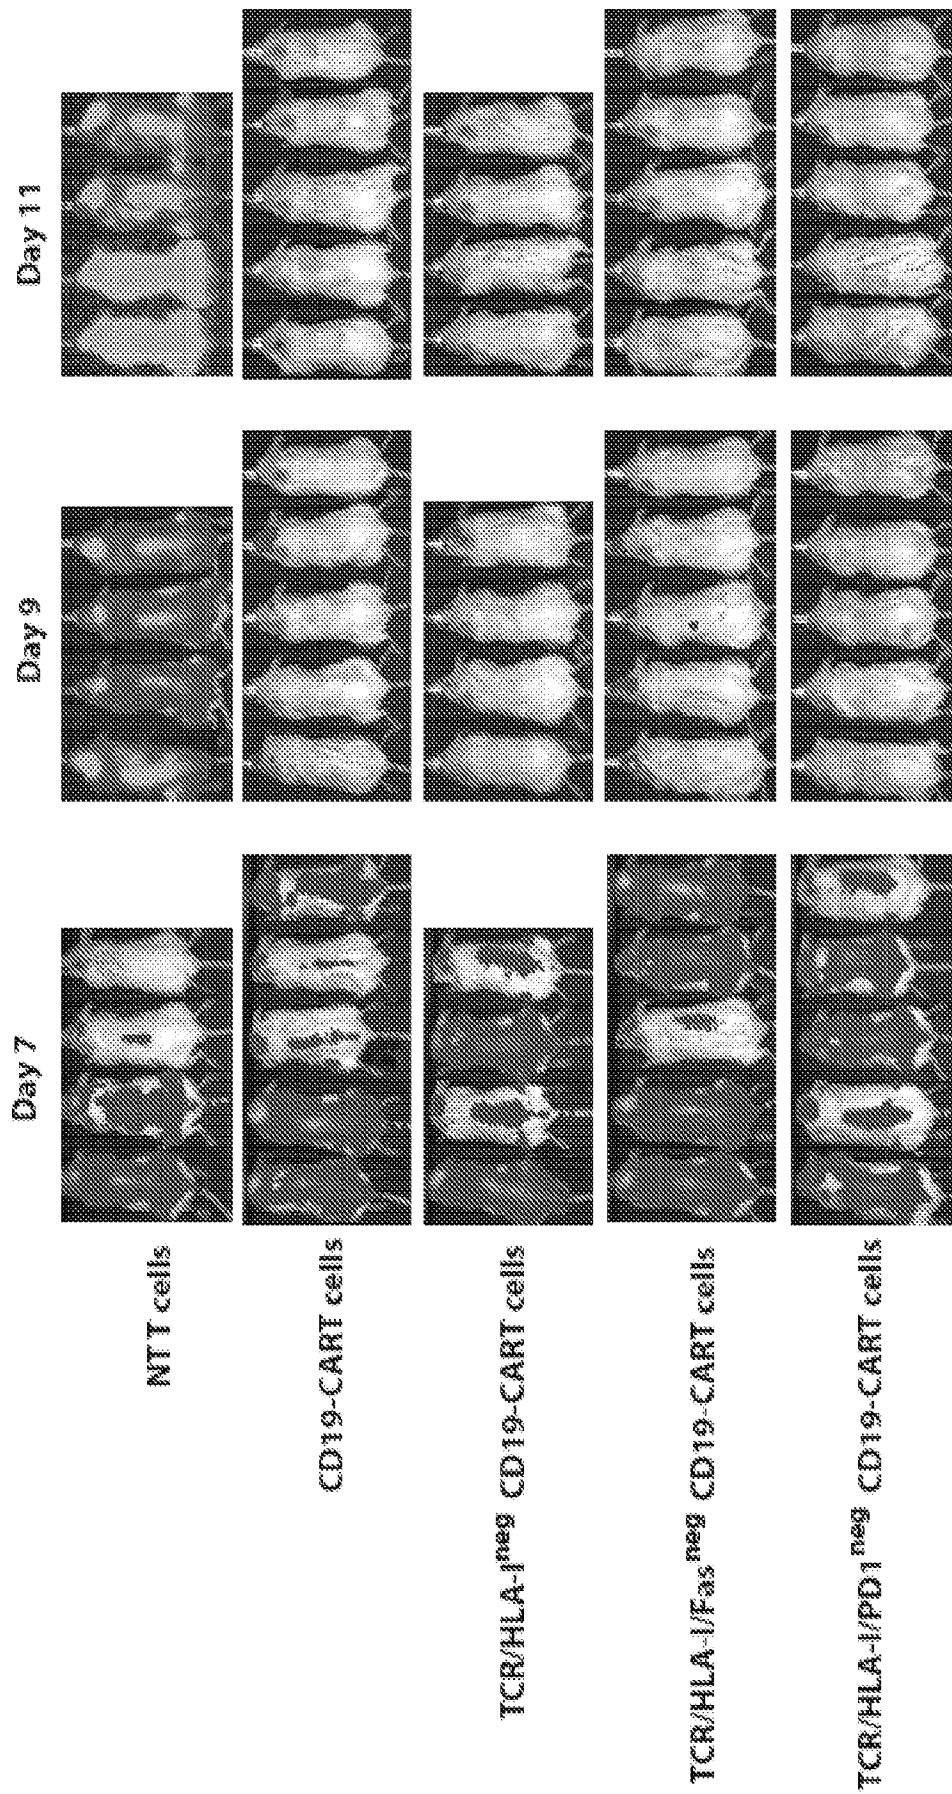 Day 7
Day 9
Day 11
NT T cells
CD19-CART cells
TCR/HLA-I neg CD19-CART cells
TCR/HLA-I/Fas neg CD19-CART cells
TCR/HLA-I/PD1 neg CD19-CART cells